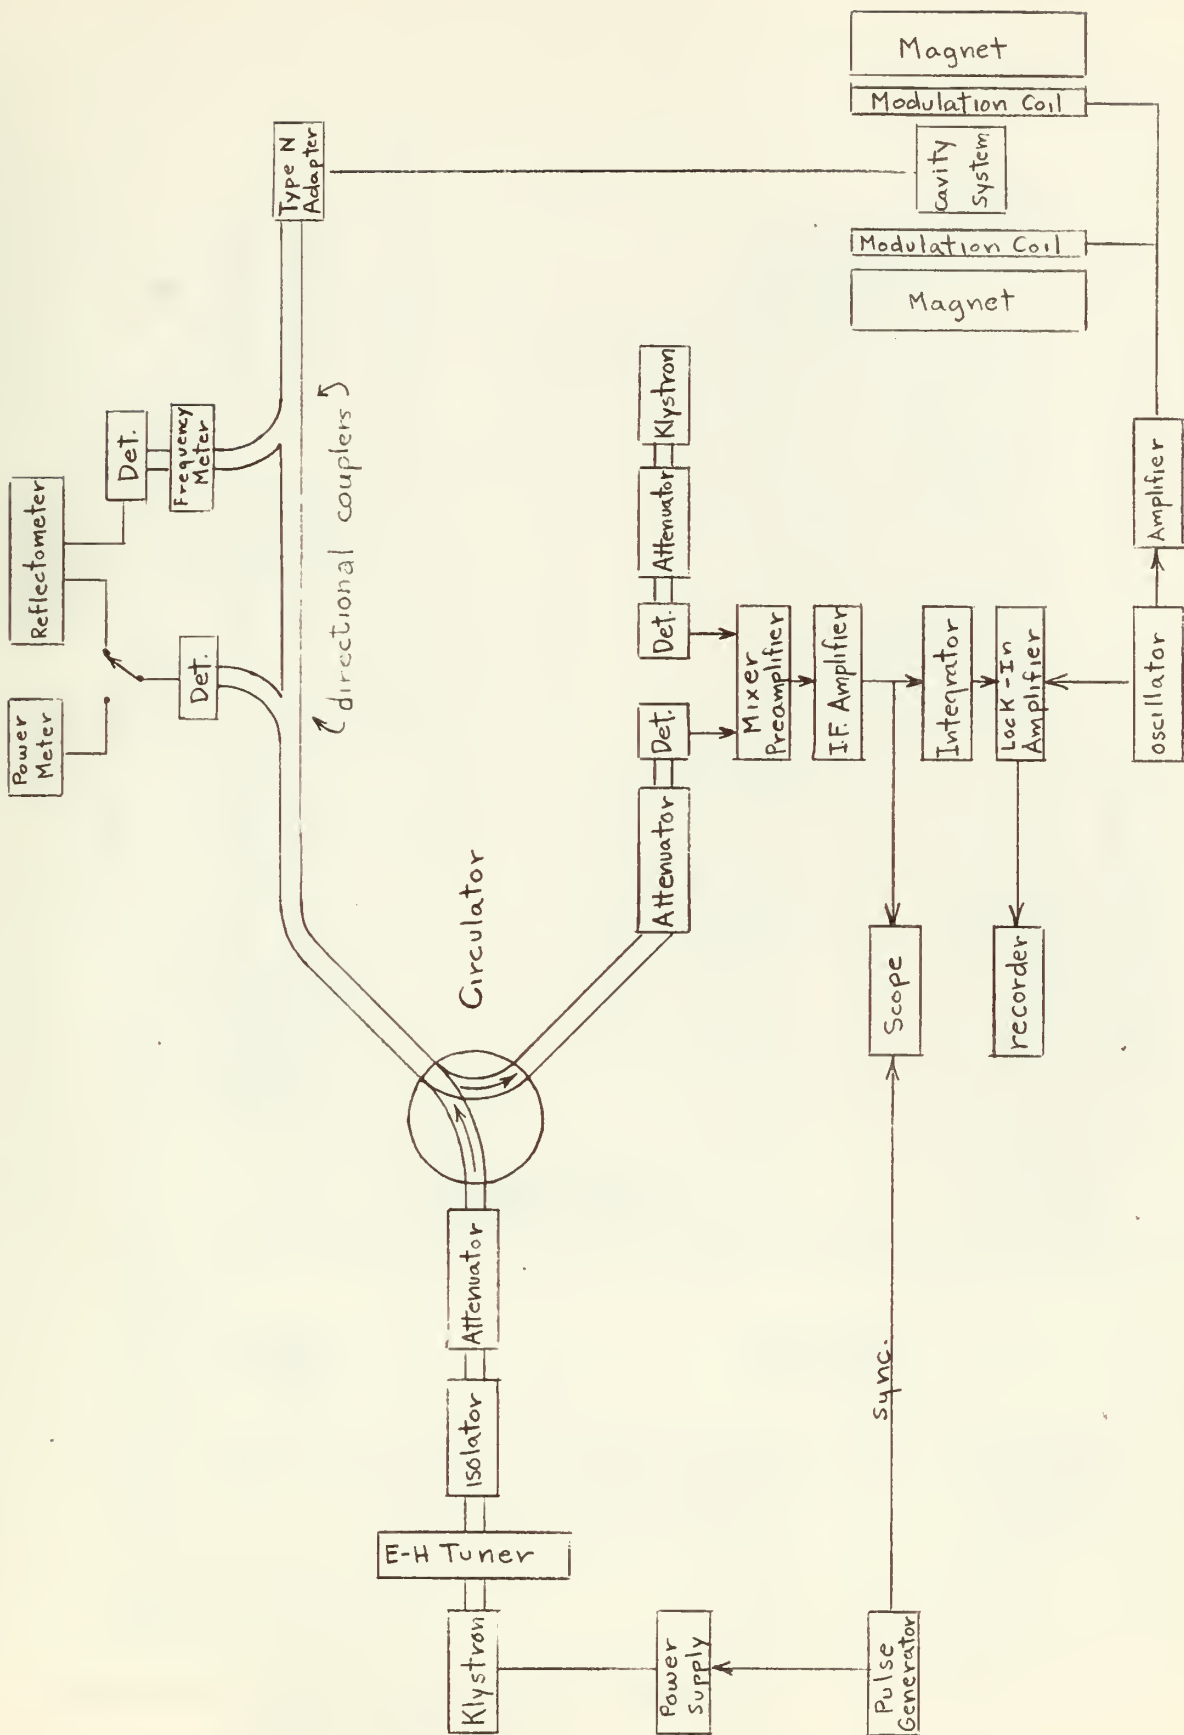 Magnet
Modulation Coil
Cavity
System
Modulation Coil
Magnet
Type N
Adapter
Det.
Frequency
Meter
Reflectometer
Det.
Power
Meter
directional couplers
Klystron
Attenuator
Det.
Det.
Attenuator
Mixer
Preamplifier
I.F. Amplifier
Integrator
Lock-In
Amplifier
oscillator
Amplifier
Circulator
Scope
recorder
Attenuator
Isolator
E-H Tuner
Klystron
Power
Supply
Pulse
Generator
sync.